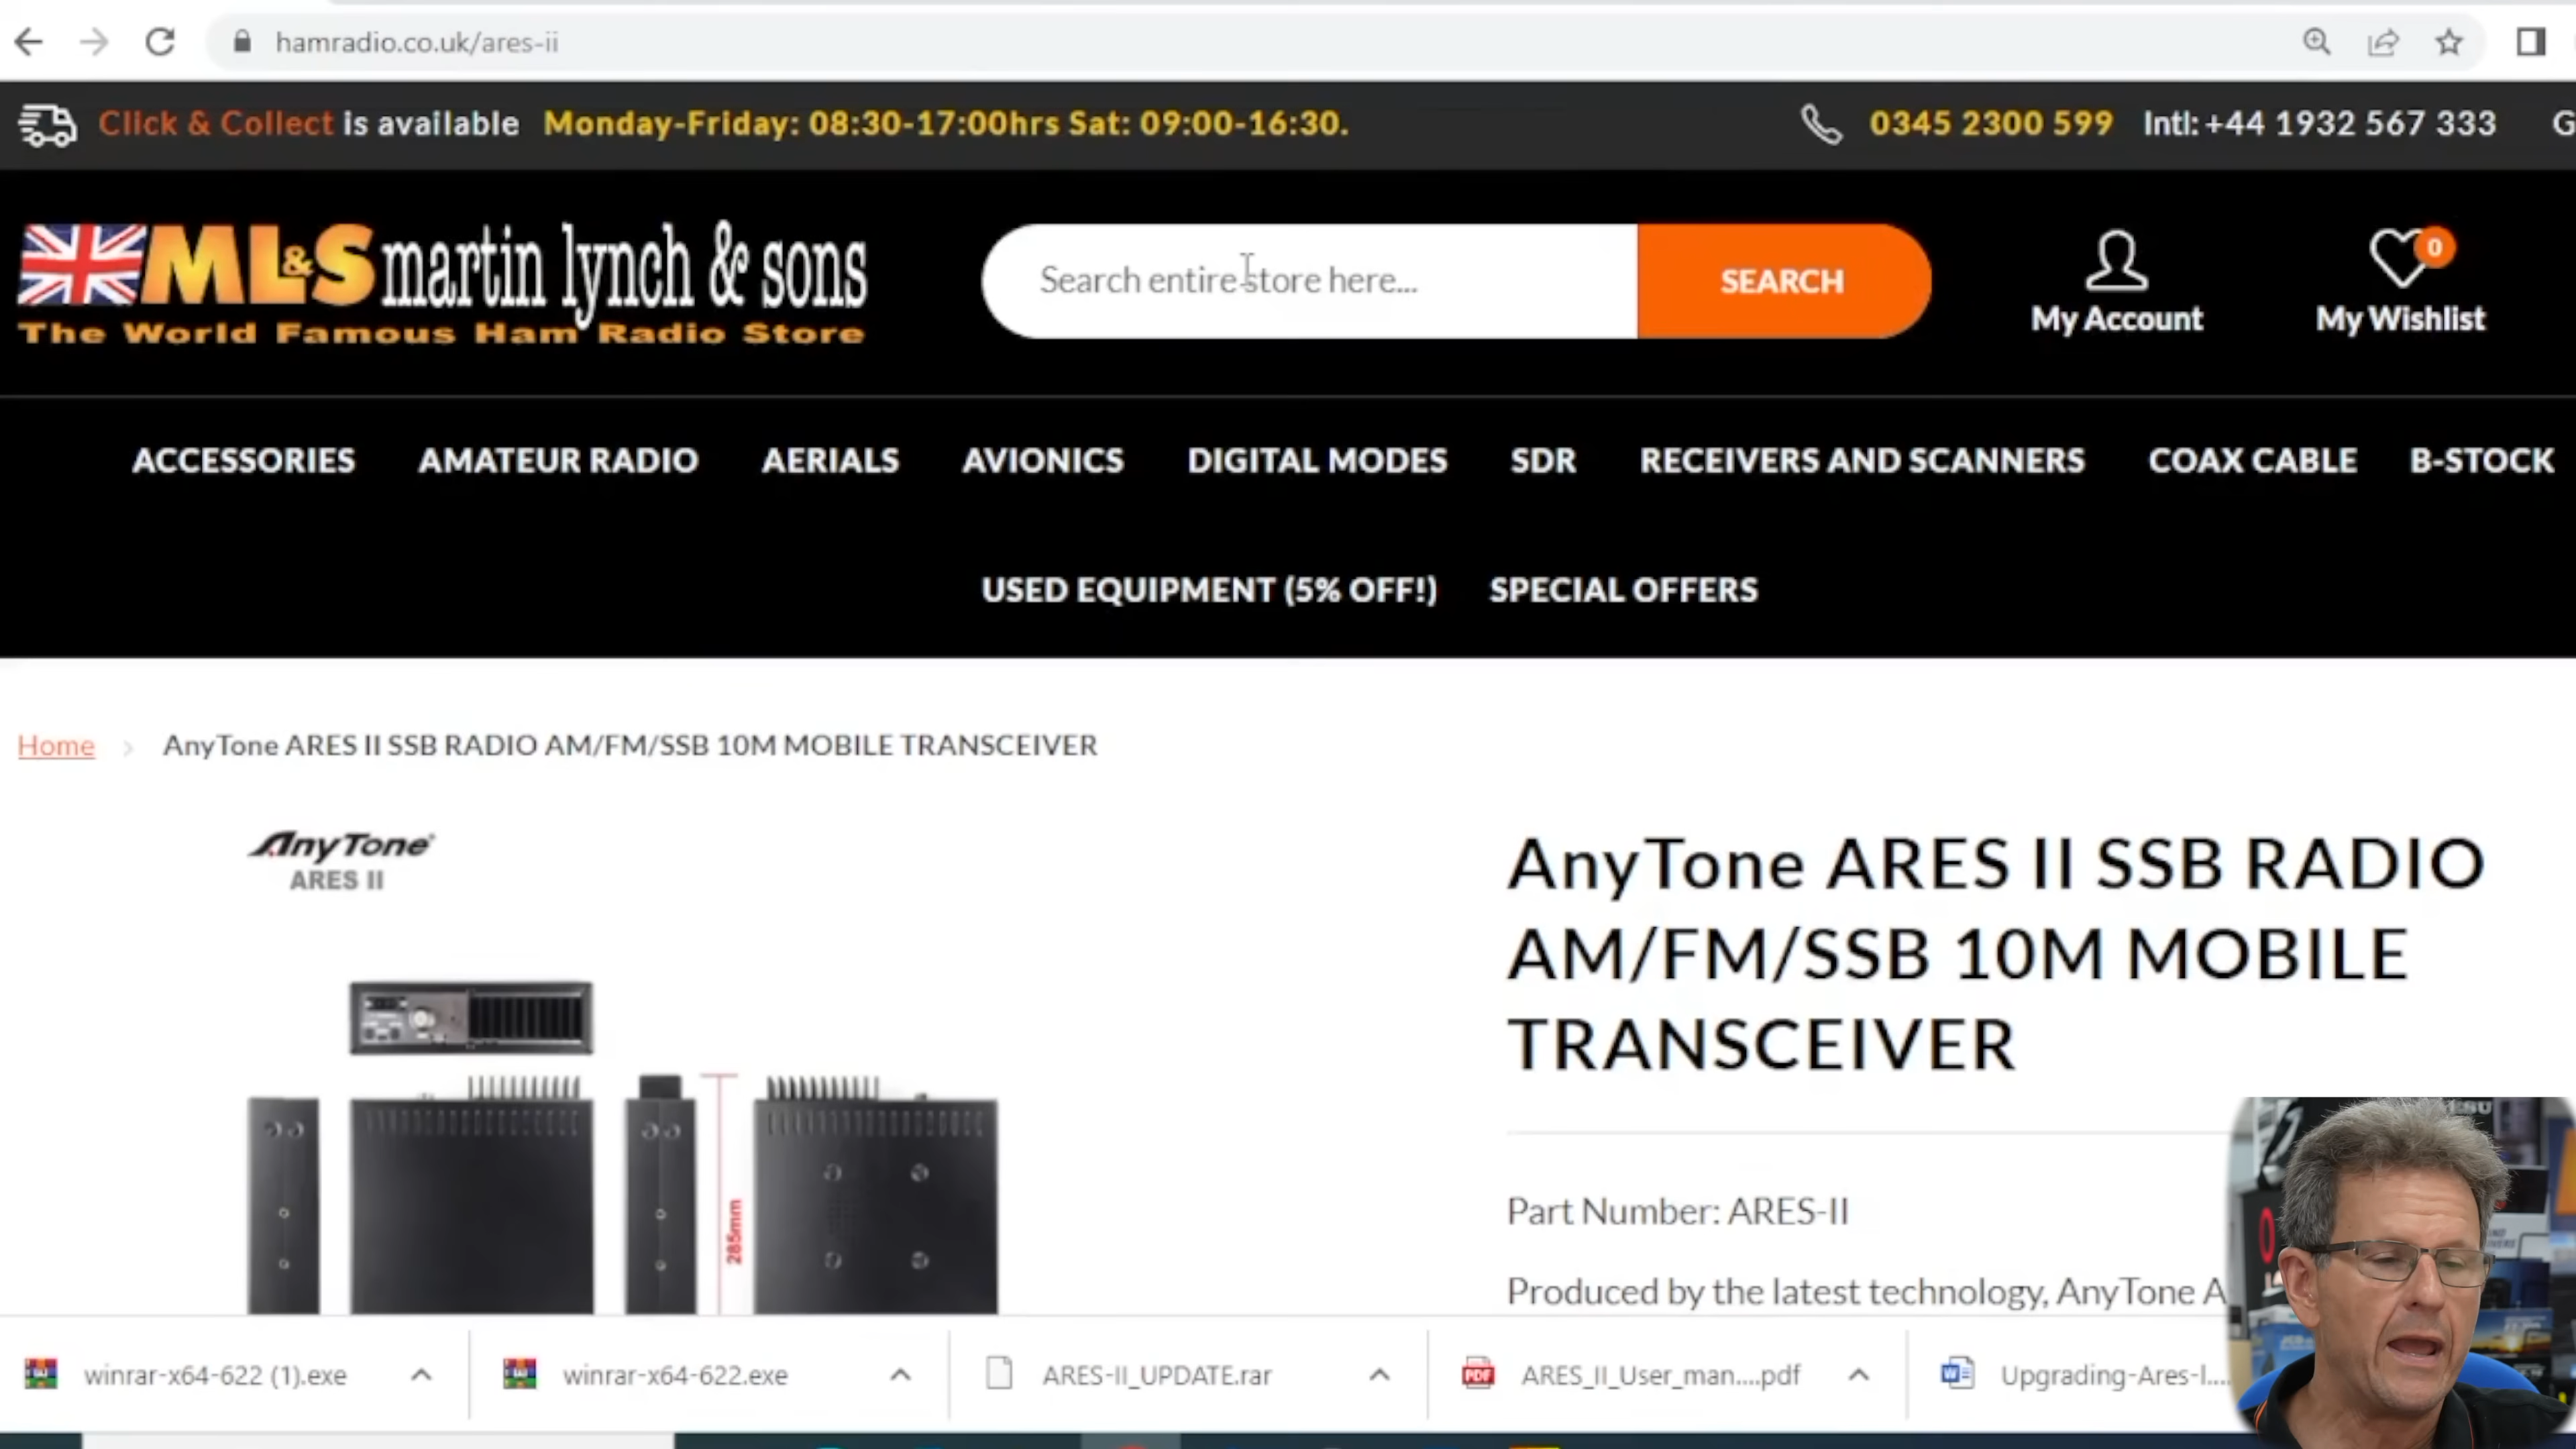 hamradio.co.uk/ares-ii
Click & Collect is available Monday-Friday: 08:30-17:00hrs Sat: 09:00-16:30. 0345 2300 599 Intl: +44 1932 567 333 G
ML&S martin lynch & sons
The World Famous Ham Radio Store
Search entire store here...
SEARCH
My Account
0
My Wishlist
ACCESSORIES AMATEUR RADIO AERIALS AVIONICS DIGITAL MODES SDR RECEIVERS AND SCANNERS COAX CABLE B-STOCK
USED EQUIPMENT (5% OFF!) SPECIAL OFFERS
Home > AnyTone ARES II SSB RADIO AM/FM/SSB 10M MOBILE TRANSCEIVER
AnyTone
ARES II
285mm
AnyTone ARES II SSB RADIO
AM/FM/SSB 10M MOBILE
TRANSCEIVER
Part Number: ARES-II
Produced by the latest technology, AnyTone A
winrar-x64-622 (1).exe winrar-x64-622.exe ARES-II_UPDATE.rar PDF ARES_II_User_man....pdf Upgrading-Ares-I....